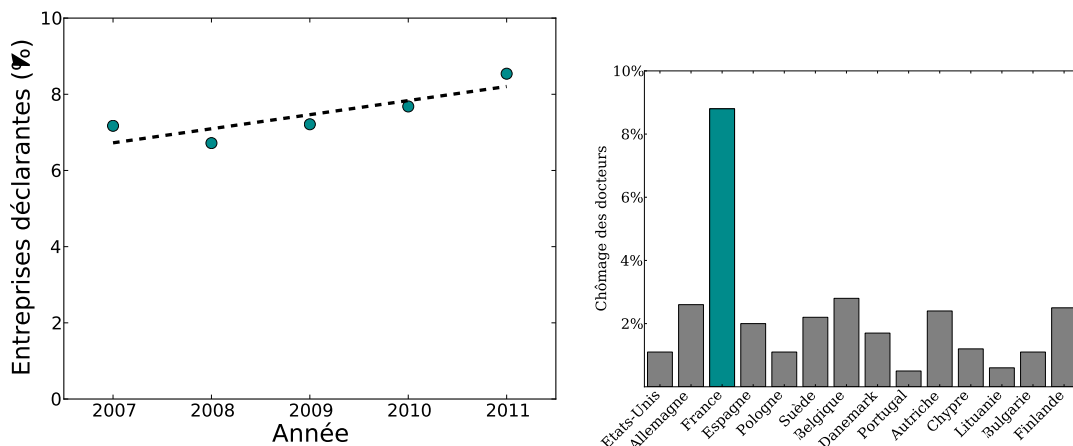 10
8
6
4
2
0
Entreprises déclarantes (%)
2007 2008 2009 2010 2011
Année
10%
8%
6%
4%
2%
Chômage des docteurs
Etats-Unis
Allemagne
France
Espagne
Pologne
Suède
Belgique
Danemark
Portugal
Autriche
Chypre
Lituanie
Bulgarie
Finlande